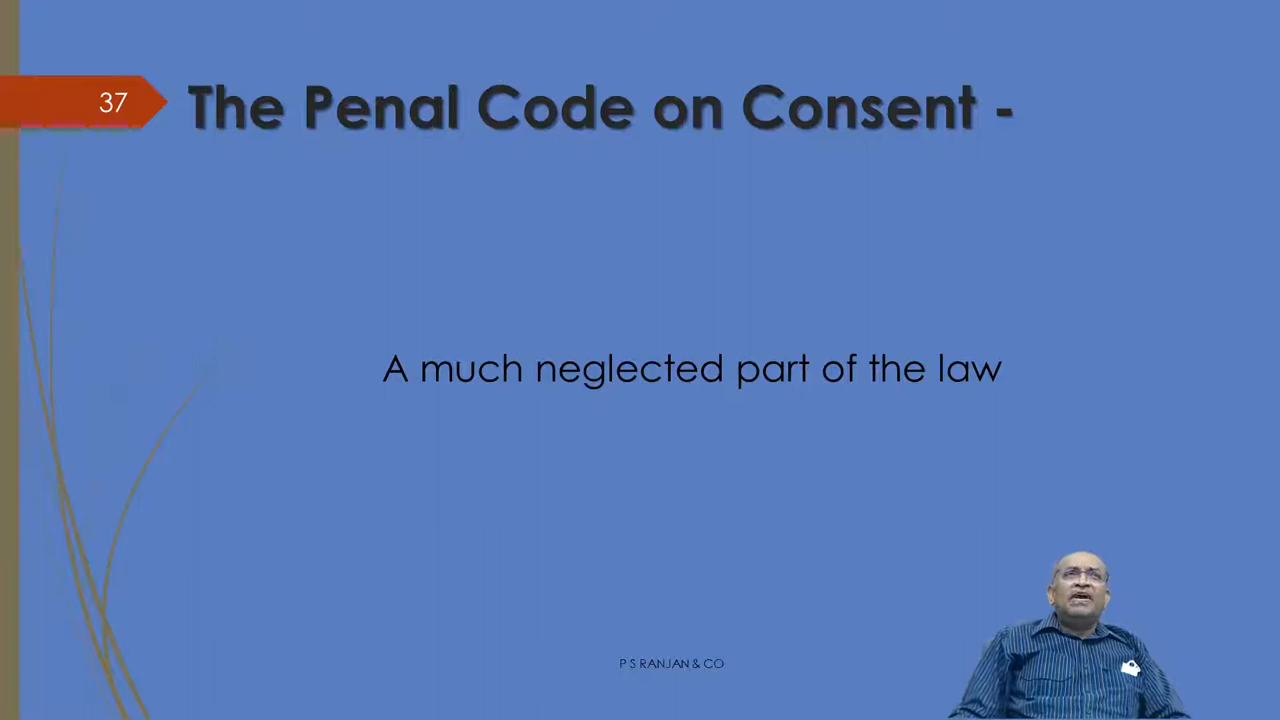 37
The Penal Code on Consent -
A much neglected part of the law
P S RANJAN & CO